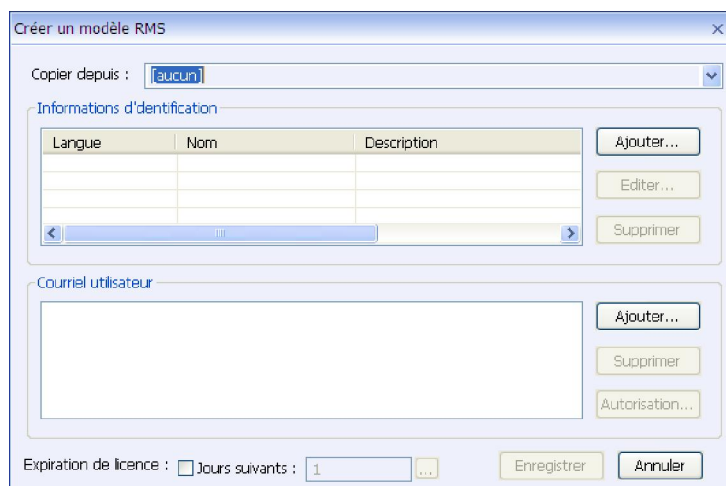 Créer un modèle RMS
Copier depuis : [aucun]
Informations d'dentification
Langue Nom Description
Ajouter...
Editer...
Supprimer
Courriel utilisateur
Ajouter...
Supprimer
Autorisation...
Expiration de licence : Jours suivants : 1 ... Enregistrer Annuler